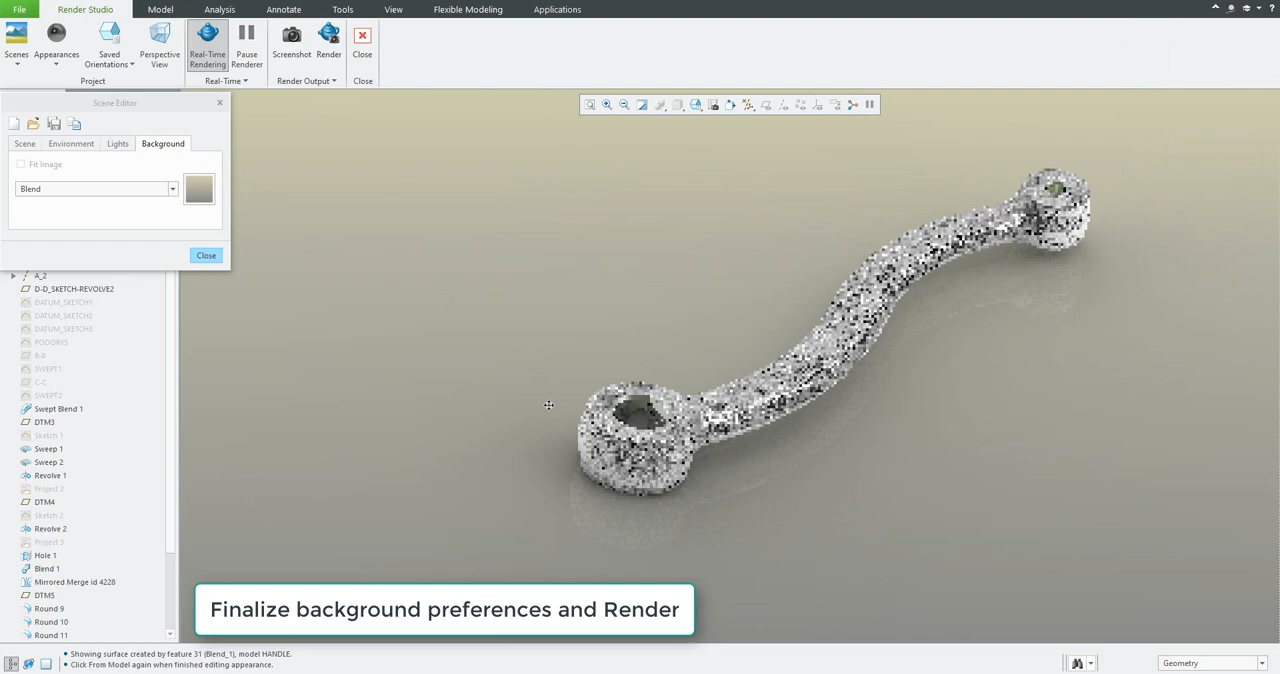 File Render Studio Model Analysis Annotate Tools View Flexible Modeling Applications
Scenes Appearances Saved Orientations Perspective View Real-Time Rendering Pause Renderer Screenshot Render Close
Project Real-Time Render Output Close
Scene Editor
Scene Environment Lights Background
Fit Image
Blend
Close
A_2
D-D_SKETCH-REVOLVE2
DATUM_SKETCH1
DATUM_SKETCH2
DATUM_SKETCH3
PODORYS
B-B
SWEPT1
C-C
SWEPT2
Swept Blend 1
DTM3
Sketch 1
Sweep 1
Sweep 2
Revolve 1
Project 2
DTM4
Sketch 2
Revolve 2
Project 3
Hole 1
Blend 1
Mirrored Merge id 4228
DTM5
Round 9
Round 10
Round 11
Finalize background preferences and Render
• Showing surface created by feature 31 (Blend_1), model HANDLE.
• Click From Model again when finished editing appearance.
Geometry